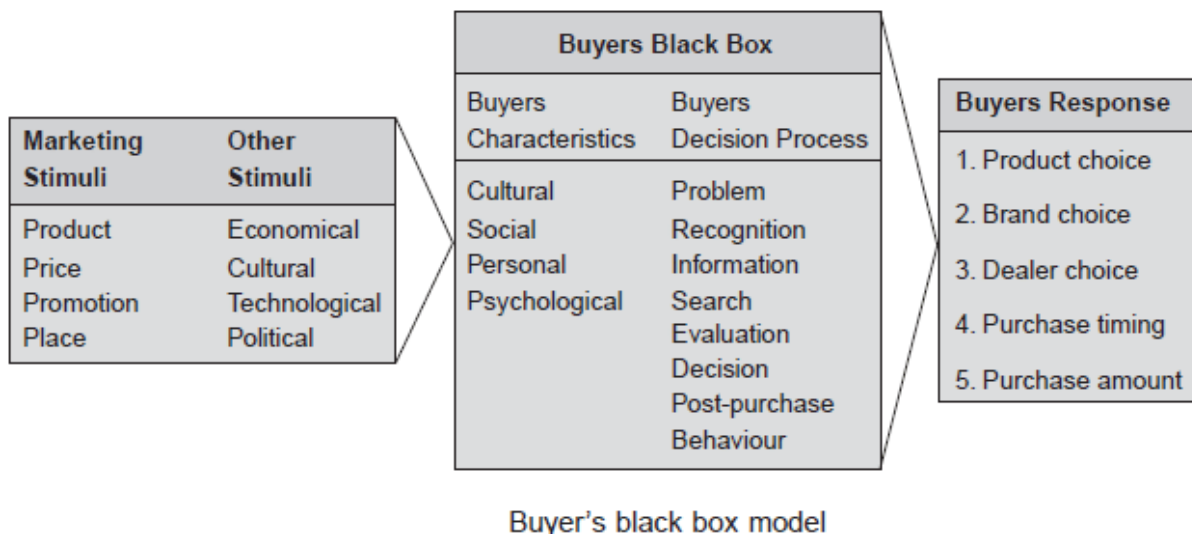 Marketing Stimuli
Other Stimuli
Product
Price
Promotion
Place
Economical
Cultural
Technological
Political
Buyers Black Box
Buyers
Characteristics
Cultural
Social
Personal
Psychological
Buyers
Decision Process
Problem
Recognition
Information
Search
Evaluation
Decision
Post-purchase
Behaviour
Buyers Response
1. Product choice
2. Brand choice
3. Dealer choice
4. Purchase timing
5. Purchase amount
Buyer's black box model